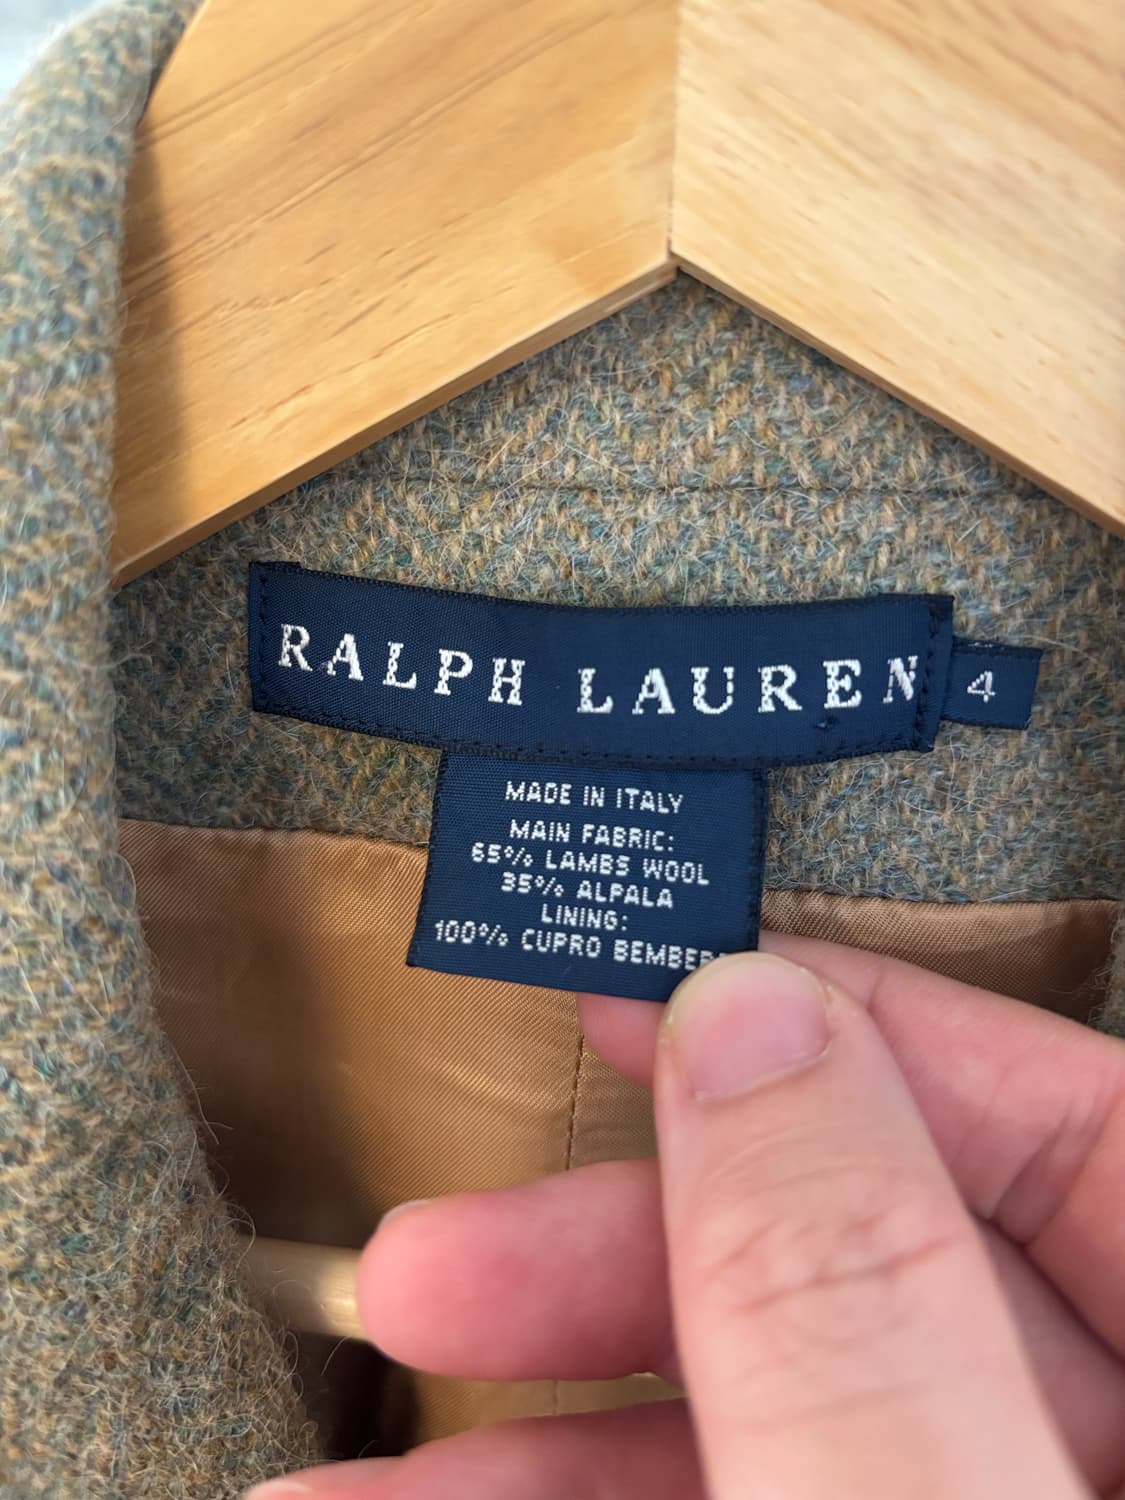 RALPH LAUREN
4
MADE IN ITALY
MAIN FABRIC:
65% LAMBS WOOL
35% ALPALA
LINING:
100% CUPRO